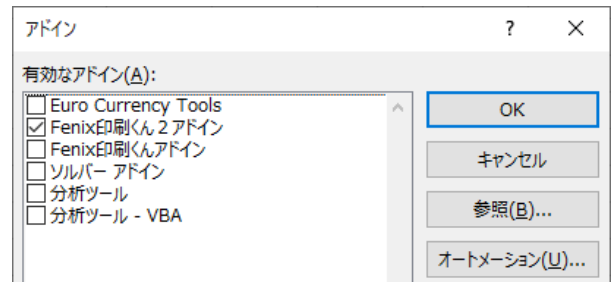 アドイン ? ×
有効なアドイン(A):
Euro Currency Tools
Fenix印刷くん２アドイン
Fenix印刷くんアドイン
ソルバー アドイン
分析ツール
分析ツール - VBA
OK
キャンセル
参照(B)...
オートメーション(U)...